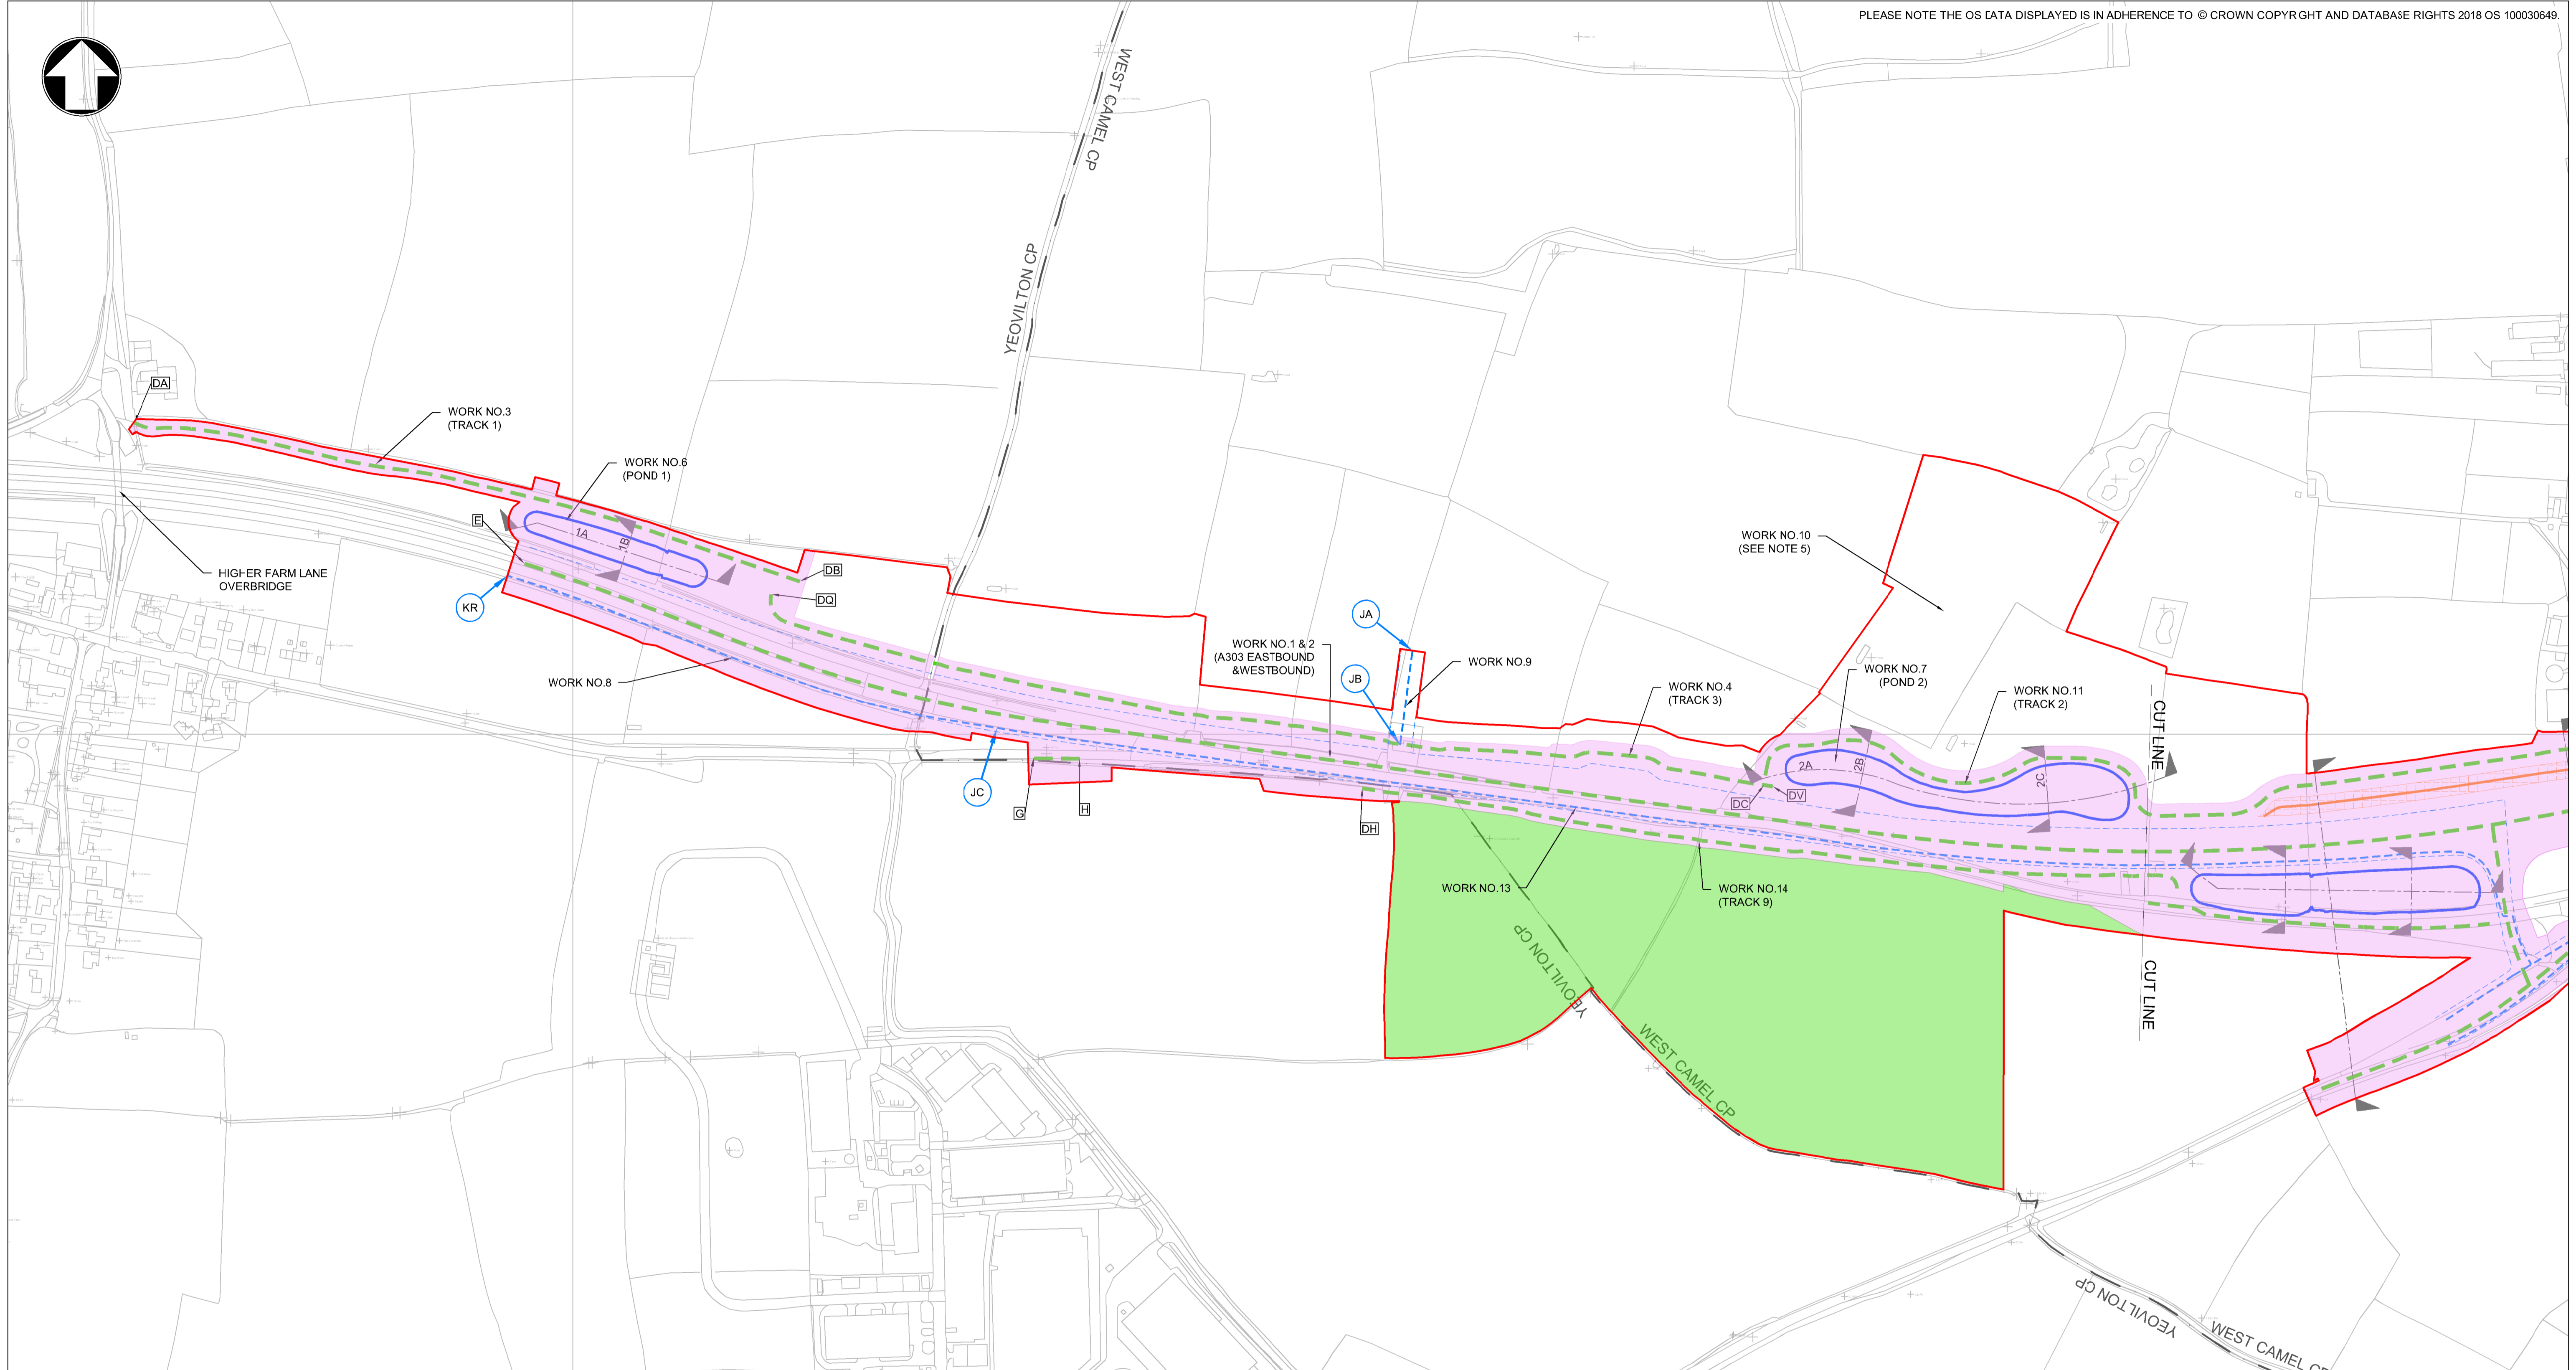 PLEASE NOTE THE OS DATA DISPLAYED IS IN ADHERENCE TO © CROWN COPYRIGHT AND DATABASE RIGHTS 2018 OS 100030649.
WEST CAMEL CP
YEOVILTON CP
DA
WORK NO.3
(TRACK 1)
WORK NO.6
(POND 1)
E
1A
1B
HIGHER FARM LANE
OVERBRIDGE
KR
DB
DQ
WORK NO.8
JA
JB
WORK NO.1 & 2
(A303 EASTBOUND
&WESTBOUND)
WORK NO.9
WORK NO.4
(TRACK 3)
WORK NO.10
(SEE NOTE 5)
WORK NO.7
(POND 2)
WORK NO.11
(TRACK 2)
CUT LINE
2A
2B
2C
DC
DV
JC
G
H
DH
WORK NO.13
WORK NO.14
(TRACK 9)
YEOVILTON CP
WEST CAMEL CP
CUT LINE
YEOVILTON CP
WEST CAMEL CP